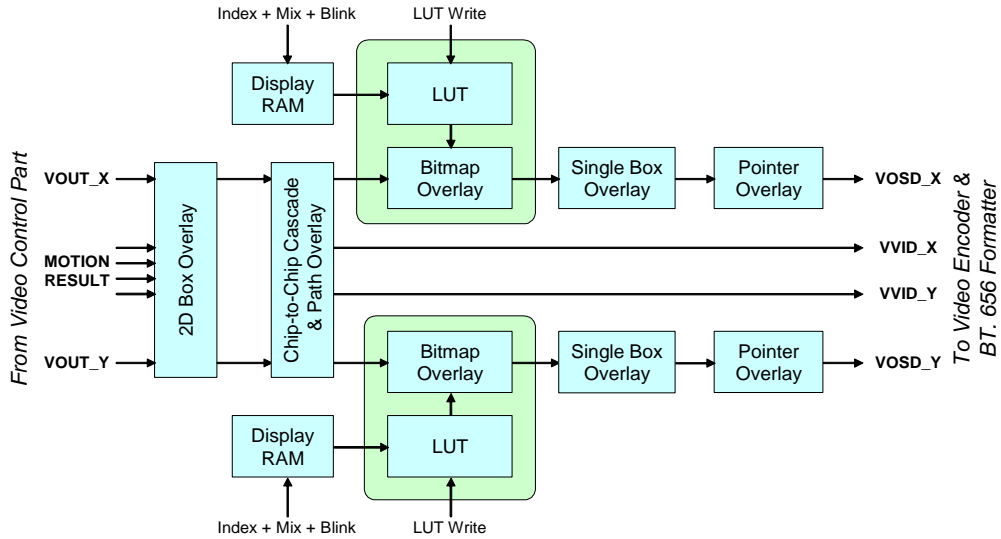 Index + Mix + Blink
LUT Write
Display
RAM
LUT
From Video Control Part
VOUT_X
2D Box Overlay
Chip-to-Chip Cascade
& Path Overlay
Bitmap
Overlay
Single Box
Overlay
Pointer
Overlay
VOSD_X
To Video Encoder &
BT. 656 Formatter
MOTION
RESULT
VVID_X
VVID_Y
VOUT_Y
Bitmap
Overlay
Single Box
Overlay
Pointer
Overlay
VOSD_Y
Display
RAM
LUT
Index + Mix + Blink
LUT Write